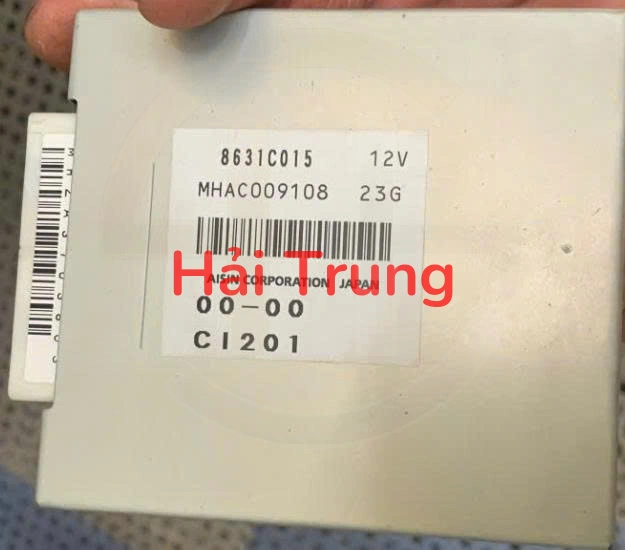 8631C015 12V
MHAC009108 23G
Hải Trung
AISIN CORPORATION JAPAN
00-00
CI201